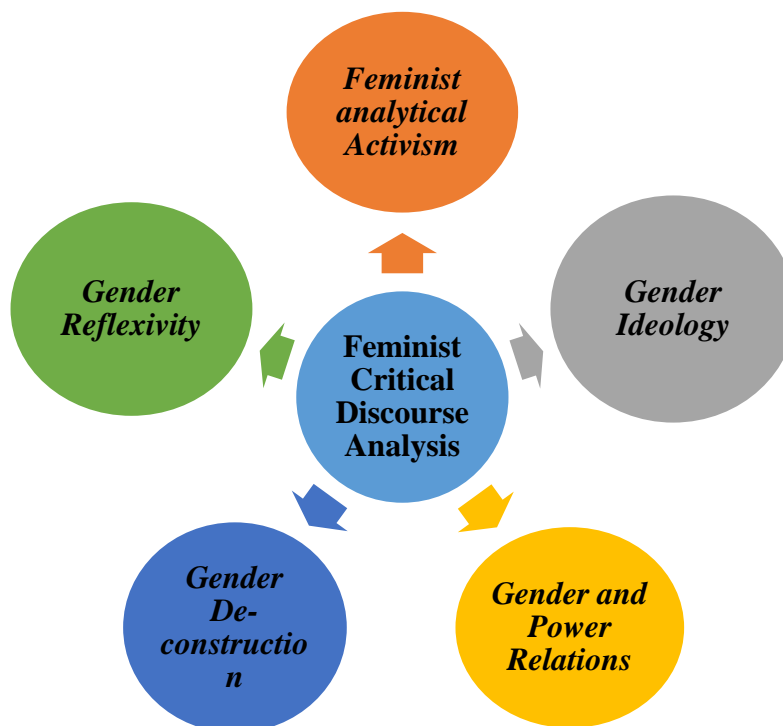 Feminist
analytical
Activism
Gender
Reflexivity
Gender
Ideology
Feminist
Critical
Discourse
Analysis
Gender
De-
constructio
n
Gender and
Power
Relations